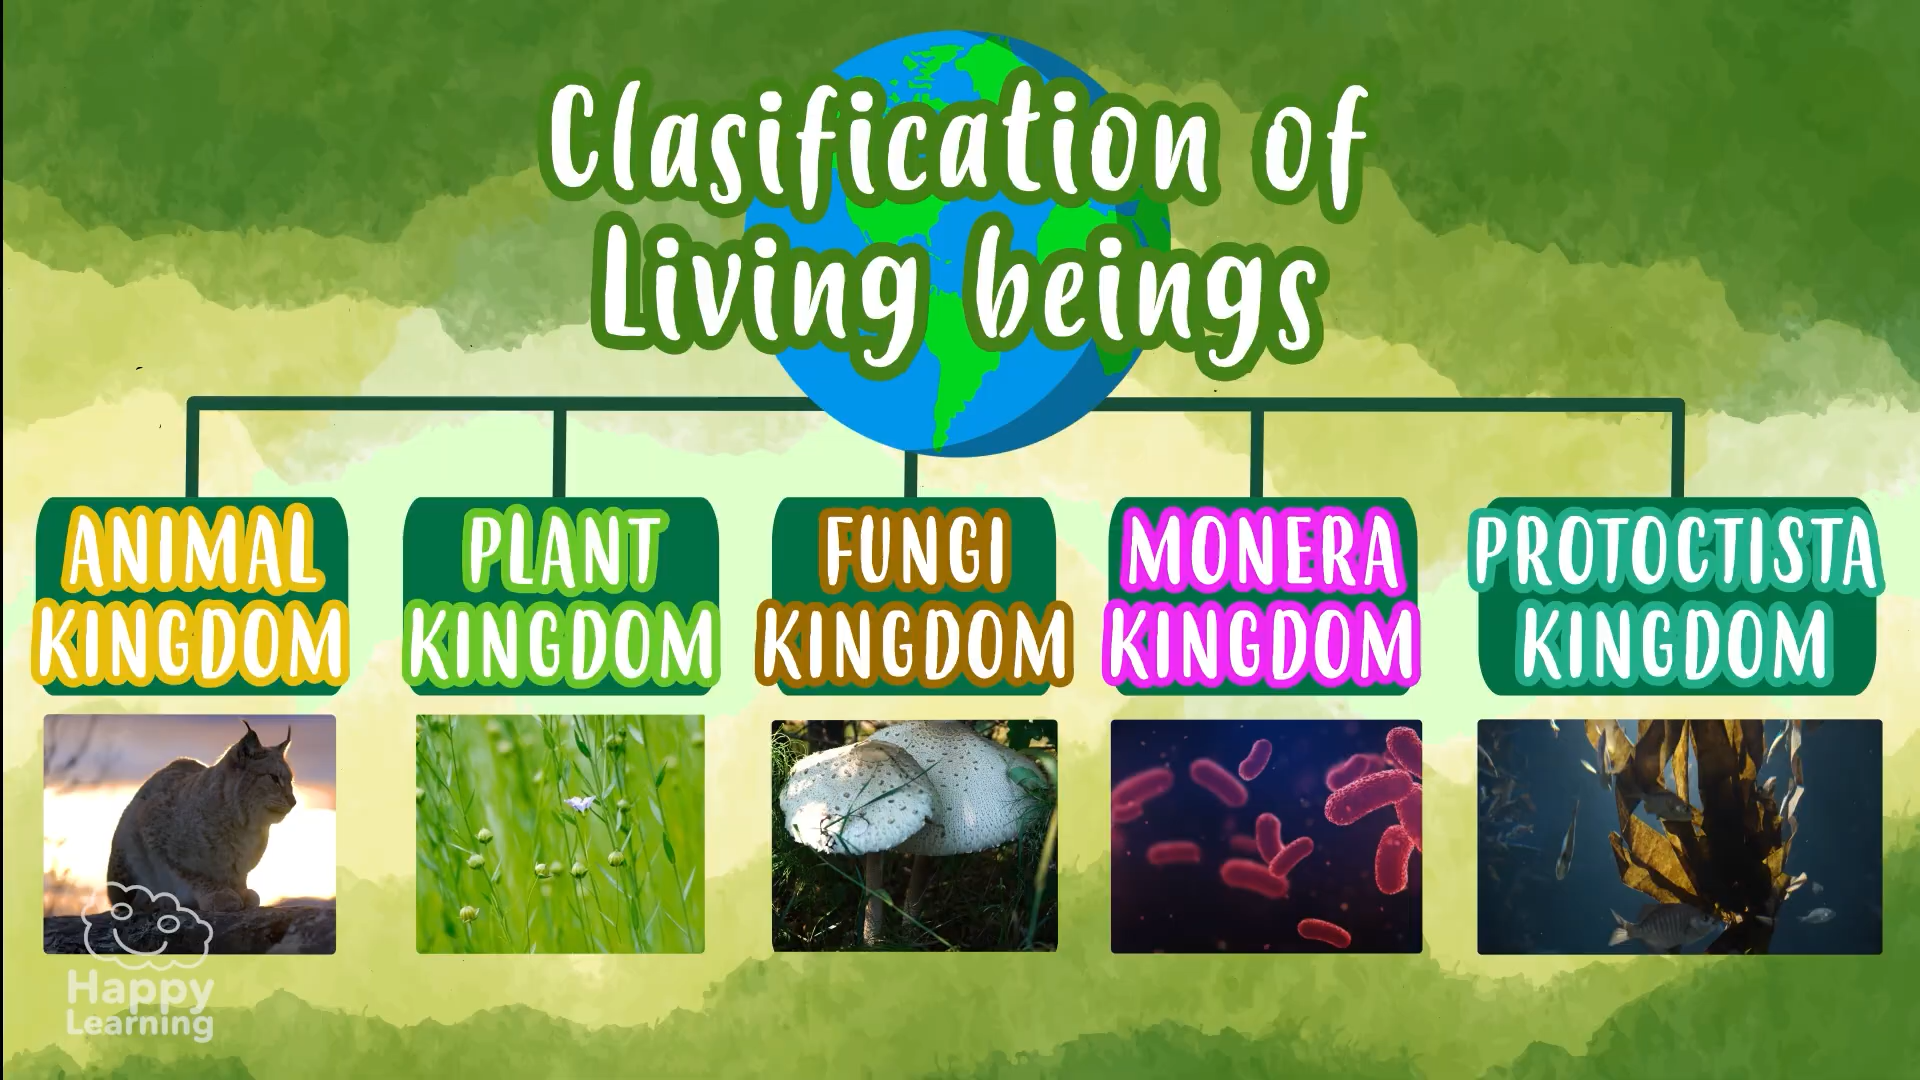 Clasification of
Living beings
ANIMAL
KINGDOM
PLANT
KINGDOM
FUNGI
KINGDOM
MONERA
KINGDOM
PROTOCTISTA
KINGDOM
Happy
Learning